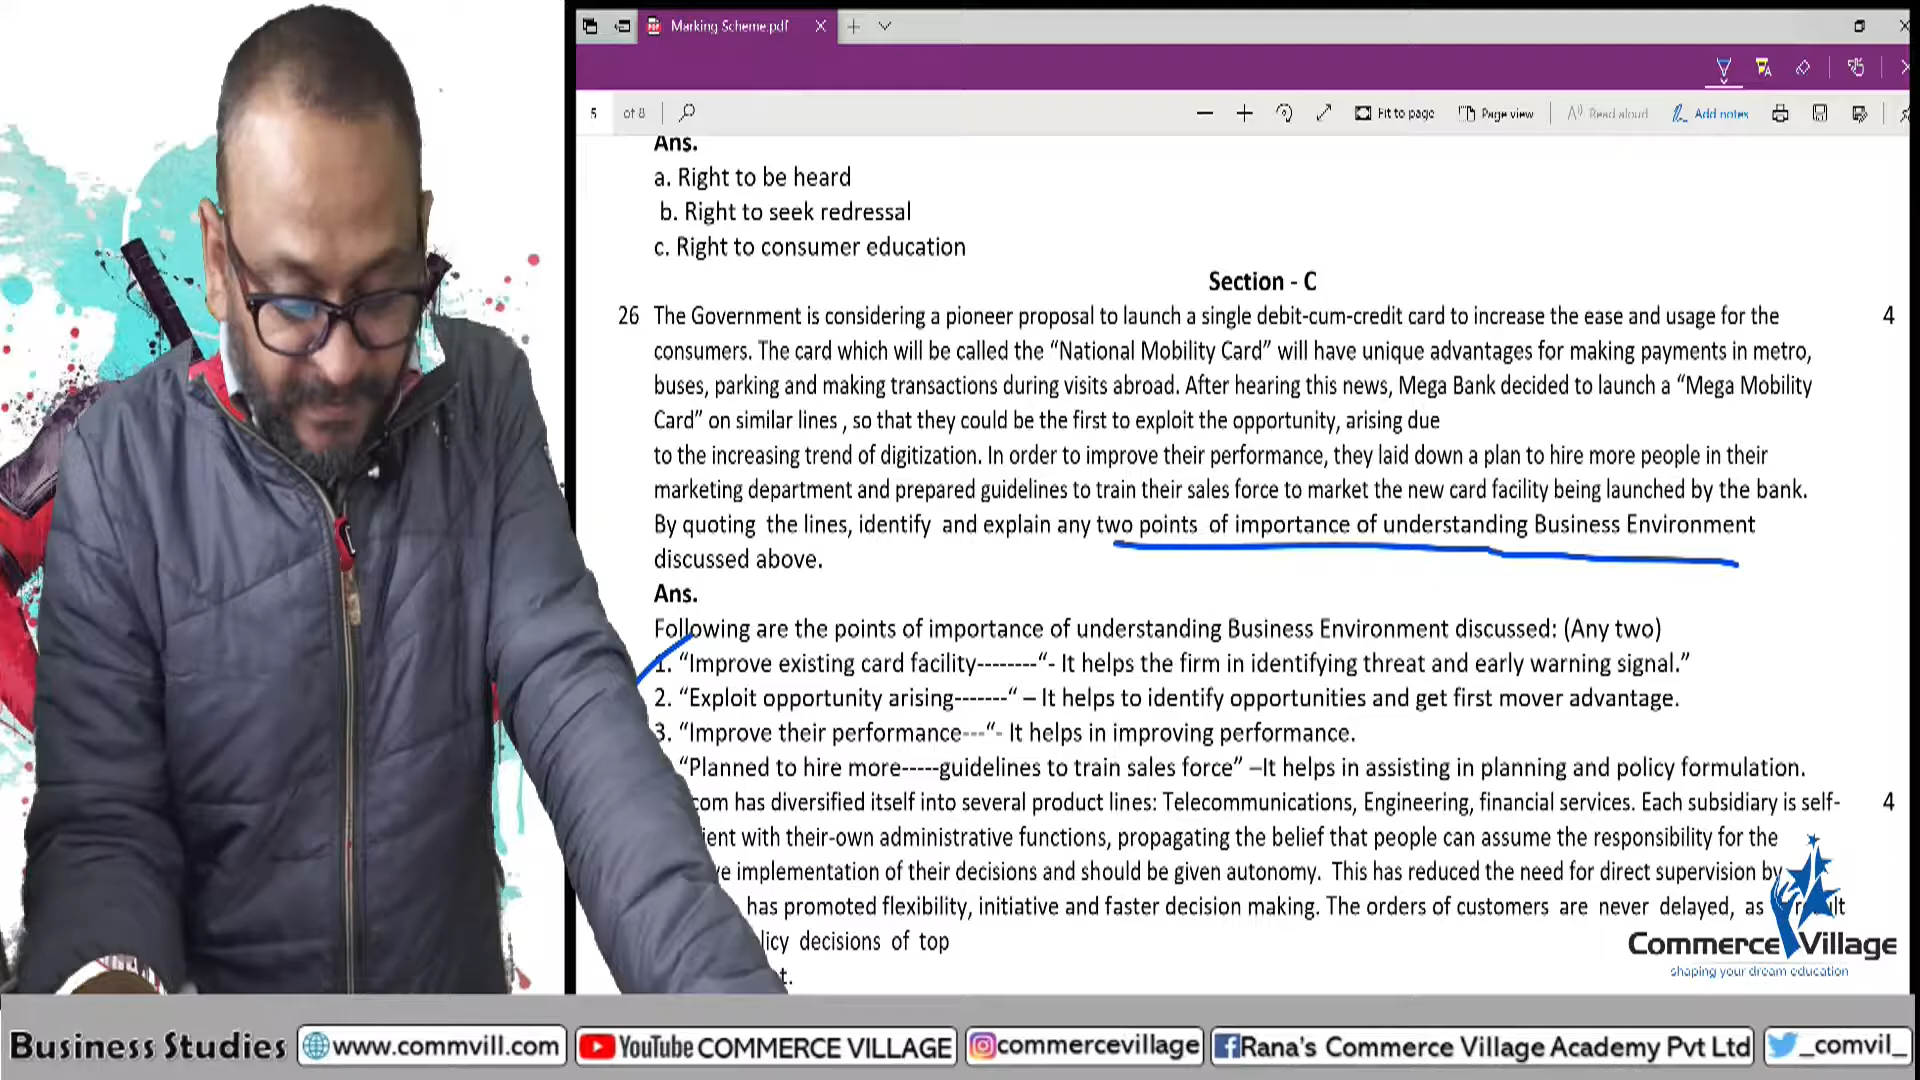 Marking Scheme.pdf
5 of 8
Fit to page
Page view
Read aloud
Add notes
Ans.
a. Right to be heard
b. Right to seek redressal
c. Right to consumer education
Section - C
26 The Government is considering a pioneer proposal to launch a single debit-cum-credit card to increase the ease and usage for the 4
consumers. The card which will be called the “National Mobility Card” will have unique advantages for making payments in metro,
buses, parking and making transactions during visits abroad. After hearing this news, Mega Bank decided to launch a “Mega Mobility
Card” on similar lines , so that they could be the first to exploit the opportunity, arising due
to the increasing trend of digitization. In order to improve their performance, they laid down a plan to hire more people in their
marketing department and prepared guidelines to train their sales force to market the new card facility being launched by the bank.
By quoting the lines, identify and explain any two points of importance of understanding Business Environment
discussed above.
Ans.
Following are the points of importance of understanding Business Environment discussed: (Any two)
1. “Improve existing card facility--------“- It helps the firm in identifying threat and early warning signal.”
2. “Exploit opportunity arising-------“ – It helps to identify opportunities and get first mover advantage.
3. “Improve their performance---“- It helps in improving performance.
“Planned to hire more-----guidelines to train sales force” –It helps in assisting in planning and policy formulation.
com has diversified itself into several product lines: Telecommunications, Engineering, financial services. Each subsidiary is self- 4
ient with their-own administrative functions, propagating the belief that people can assume the responsibility for the
ve implementation of their decisions and should be given autonomy. This has reduced the need for direct supervision by
has promoted flexibility, initiative and faster decision making. The orders of customers are never delayed, as
licy decisions of top
t.
Commerce Village
shaping your dream education
Business Studies
www.commvill.com
YouTube COMMERCE VILLAGE
commercevillage
Rana's Commerce Village Academy Pvt Ltd
_comvil_